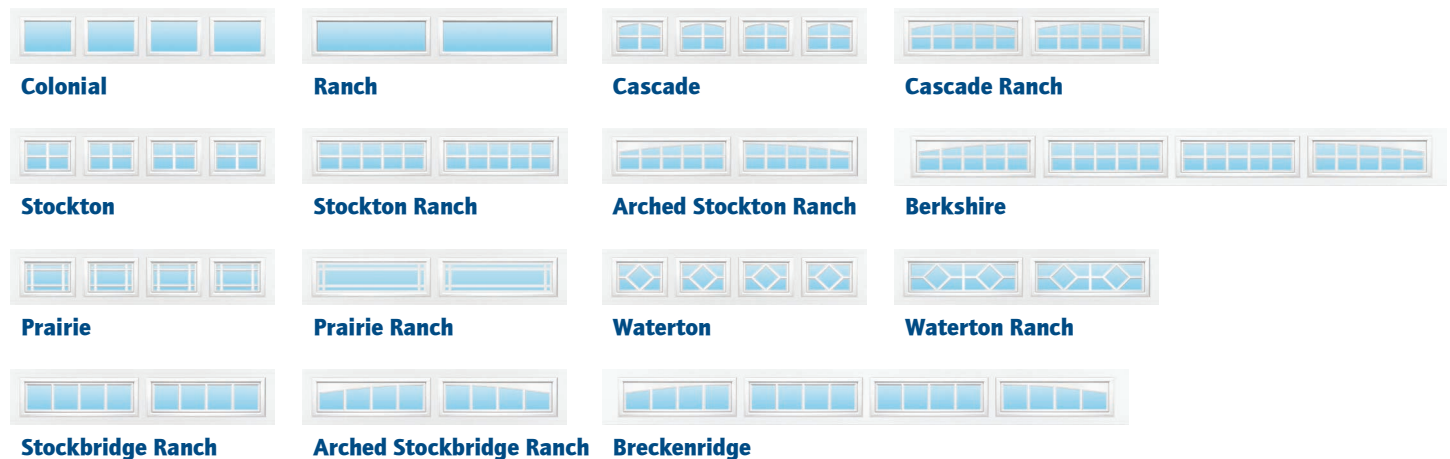 Colonial
Ranch
Cascade
Cascade Ranch
Stockton
Stockton Ranch
Arched Stockton Ranch
Berkshire
Prairie
Prairie Ranch
Waterton
Waterton Ranch
Stockbridge Ranch
Arched Stockbridge Ranch
Breckenridge